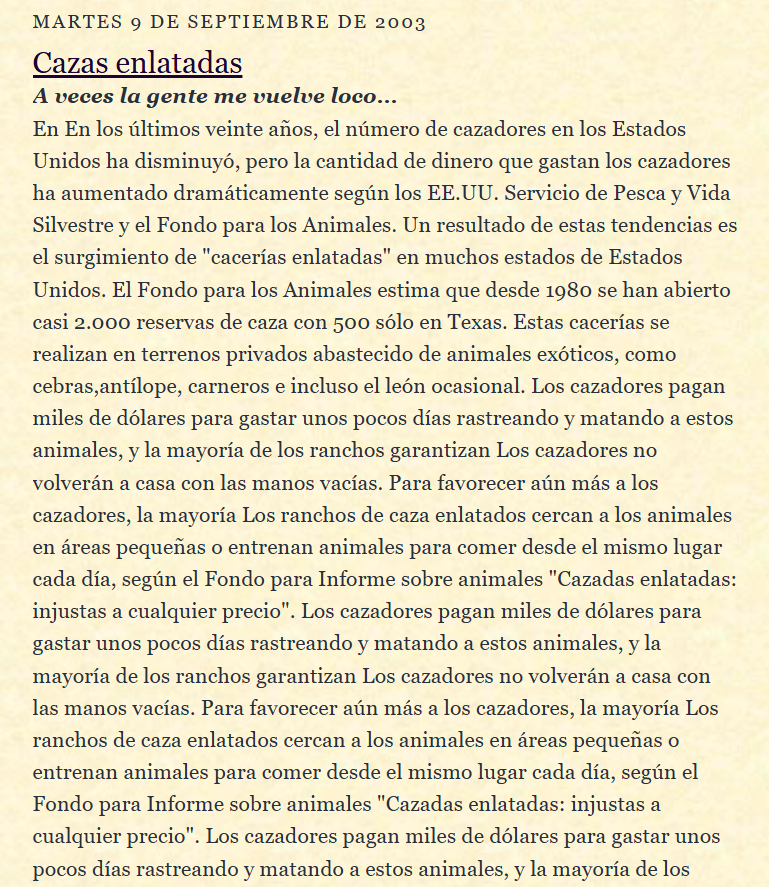 MARTES 9 DE SEPTIEMBRE DE 2003
Cazas enlatadas
A veces la gente me vuelve loco...
En En los últimos veinte años, el número de cazadores en los Estados
Unidos ha disminuyó, pero la cantidad de dinero que gastan los cazadores
ha aumentado dramáticamente según los EE.UU. Servicio de Pesca y Vida
Silvestre y el Fondo para los Animales. Un resultado de estas tendencias es
el surgimiento de "cacerías enlatadas" en muchos estados de Estados
Unidos. El Fondo para los Animales estima que desde 1980 se han abierto
casi 2.000 reservas de caza con 500 sólo en Texas. Estas cacerías se
realizan en terrenos privados abastecido de animales exóticos, como
cebras,antílope, carneros e incluso el león ocasional. Los cazadores pagan
miles de dólares para gastar unos pocos días rastreando y matando a estos
animales, y la mayoría de los ranchos garantizan Los cazadores no
volverán a casa con las manos vacías. Para favorecer aún más a los
cazadores, la mayoría Los ranchos de caza enlatados cercan a los animales
en áreas pequeñas o entrenan animales para comer desde el mismo lugar
cada día, según el Fondo para Informe sobre animales "Cazadas enlatadas:
injustas a cualquier precio". Los cazadores pagan miles de dólares para
gastar unos pocos días rastreando y matando a estos animales, y la
mayoría de los ranchos garantizan Los cazadores no volverán a casa con
las manos vacías. Para favorecer aún más a los cazadores, la mayoría Los
ranchos de caza enlatados cercan a los animales en áreas pequeñas o
entrenan animales para comer desde el mismo lugar cada día, según el
Fondo para Informe sobre animales "Cazadas enlatadas: injustas a
cualquier precio". Los cazadores pagan miles de dólares para gastar unos
pocos días rastreando y matando a estos animales, y la mayoría de los